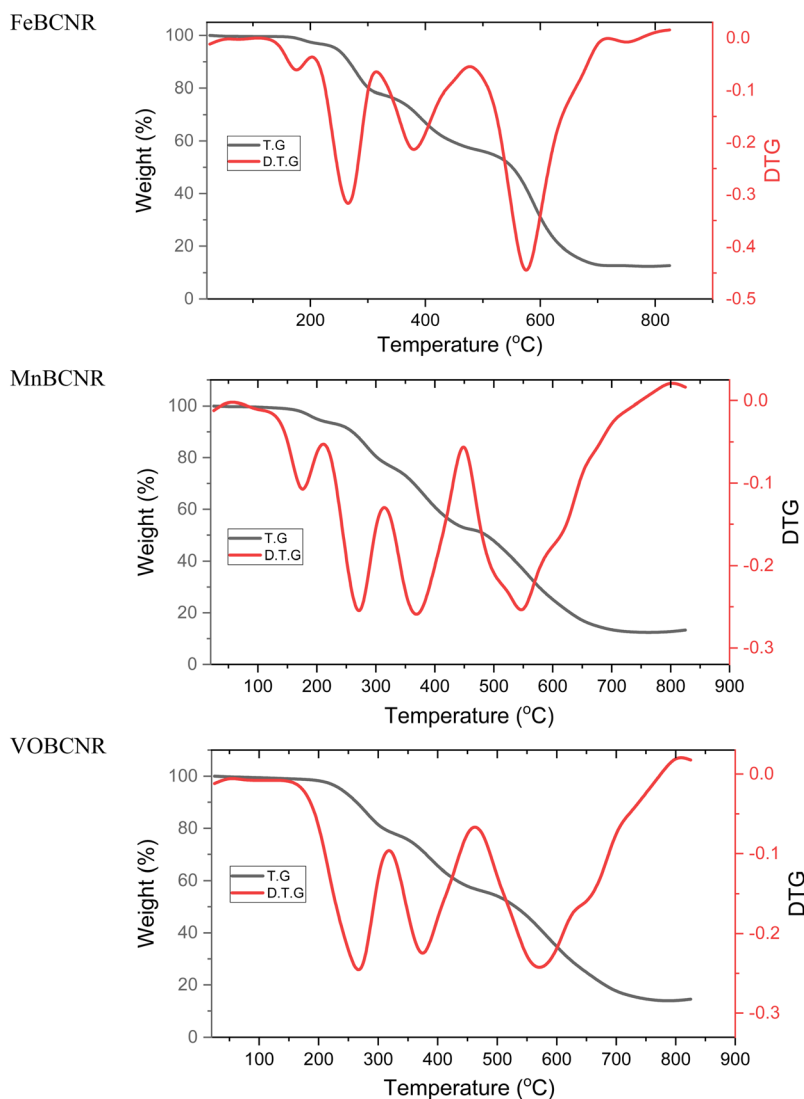 FeBCNR
100
80
60
40
20
0
Weight (%)
T.G
D.T.G
0.0
-0.1
-0.2
-0.3
-0.4
-0.5
DTG
200 400 600 800
Temperature (°C)
MnBCNR
100
80
60
40
20
0
Weight (%)
T.G
D.T.G
0.0
-0.1
-0.2
-0.3
DTG
100 200 300 400 500 600 700 800 900
Temperature (°C)
VOBCNR
100
80
60
40
20
0
Weight (%)
T.G
D.T.G
0.0
-0.1
-0.2
-0.3
DTG
100 200 300 400 500 600 700 800 900
Temperature (°C)